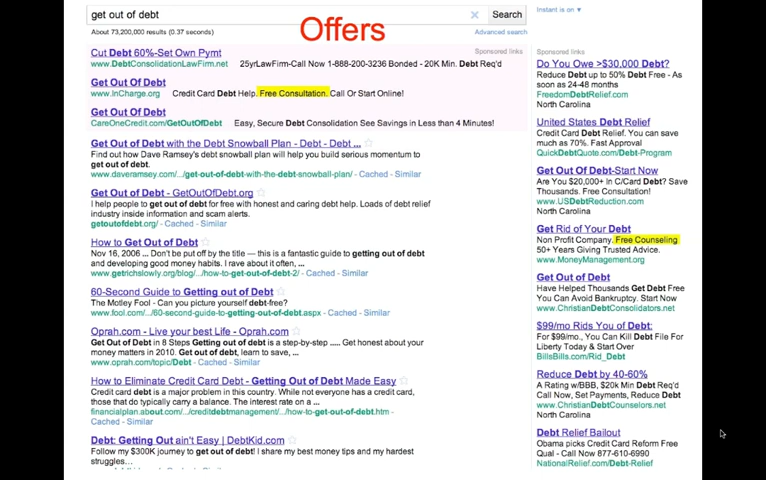 get out of debt
Search
Instant is on ▾
About 73,200,000 results (0.37 seconds)
Offers
Advanced search
Cut Debt 60%-Set Own Pymt
Sponsored links
www.DebtConsolidationLawFirm.net 25yrLawFirm-Call Now 1-888-200-3236 Bonded - 20K Min. Debt Req'd
Get Out Of Debt
www.InCharge.org Credit Card Debt Help. Free Consultation. Call Or Start Online!
Get Out Of Debt
CareOneCredit.com/GetOutOfDebt Easy, Secure Debt Consolidation See Savings in Less than 4 Minutes!
Get Out of Debt with the Debt Snowball Plan - Debt - Debt ...
Find out how Dave Ramsey's debt snowball plan will help you build serious momentum to
get out of debt.
www.daveramsey.com/.../get-out-of-debt-with-the-debt-snowball-plan/ - Cached - Similar
Get Out of Debt - GetOutOfDebt.org
I help people to get out of debt for free with honest and caring debt help. Loads of debt relief
industry inside information and scam alerts.
getoutofdebt.org/ - Cached - Similar
How to Get Out of Debt
Nov 16, 2006 ... Don't be put off by the title — this is a fantastic guide to getting out of debt
and developing good money habits. I rave about it often, ...
www.getrichslowly.org/blog/.../how-to-get-out-of-debt-2/ - Cached - Similar
60-Second Guide to Getting out of Debt
The Motley Fool - Can you picture yourself debt-free?
www.fool.com/.../60-second-guide-to-getting-out-of-debt.aspx - Cached - Similar
Oprah.com - Live your best Life - Oprah.com
Get Out Of Debt in 8 Steps Getting out of debt is a step-by-step ..... Get honest about your
money matters in 2010. Get out of debt, learn to save, ...
www.oprah.com/topic/Debt - Cached - Similar
How to Eliminate Credit Card Debt - Getting Out of Debt Made Easy
Credit card debt is a major problem in this country. While not everyone has a credit card,
those that do typically carry a balance. The interest rate on a ...
financialplan.about.com/.../creditdebtmanagement/.../how-to-get-out-of-debt.htm -
Cached - Similar
Debt: Getting Out ain't Easy | DebtKid.com
Follow my $300K journey to get out of debt! I share my best money tips and my hardest
struggles...
Sponsored links
Do You Owe >$30,000 Debt?
Reduce Debt up to 50% Debt Free - As
soon as 24-48 months
FreedomDebtRelief.com
North Carolina
United States Debt Relief
Credit Card Debt Relief. You can save
much as 70%. Fast Approval
QuickDebtQuote.com/Debt-Program
Get Out Of Debt-Start Now
Are You $20,000+ In C/Card Debt? Save
Thousands. Free Consultation.
www.USDebtReduction.com
North Carolina
Get Rid of Your Debt
Non Profit Company. Free Counseling
50+ Years Giving Trusted Advice.
www.MoneyManagement.org
Get Out of Debt
Have Helped Thousands Get Debt Free
You Can Avoid Bankruptcy. Start Now
www.ChristianDebtConsolidators.net
$99/mo Rids You of Debt:
For $99/mo., You Can Kill Debt File For
Liberty Today & Start Over
BillsBills.com/Rid_Debt
Reduce Debt by 40-60%
A Rating w/BBB, $20k Min Debt Req'd
Call Now, Set Payments, Reduce Debt
www.ChristianDebtCounselors.net
North Carolina
Debt Relief Bailout
Obama picks Credit Card Reform Free
Qual - Call Now 877-610-6990
NationalRelief.com/Debt-Relief